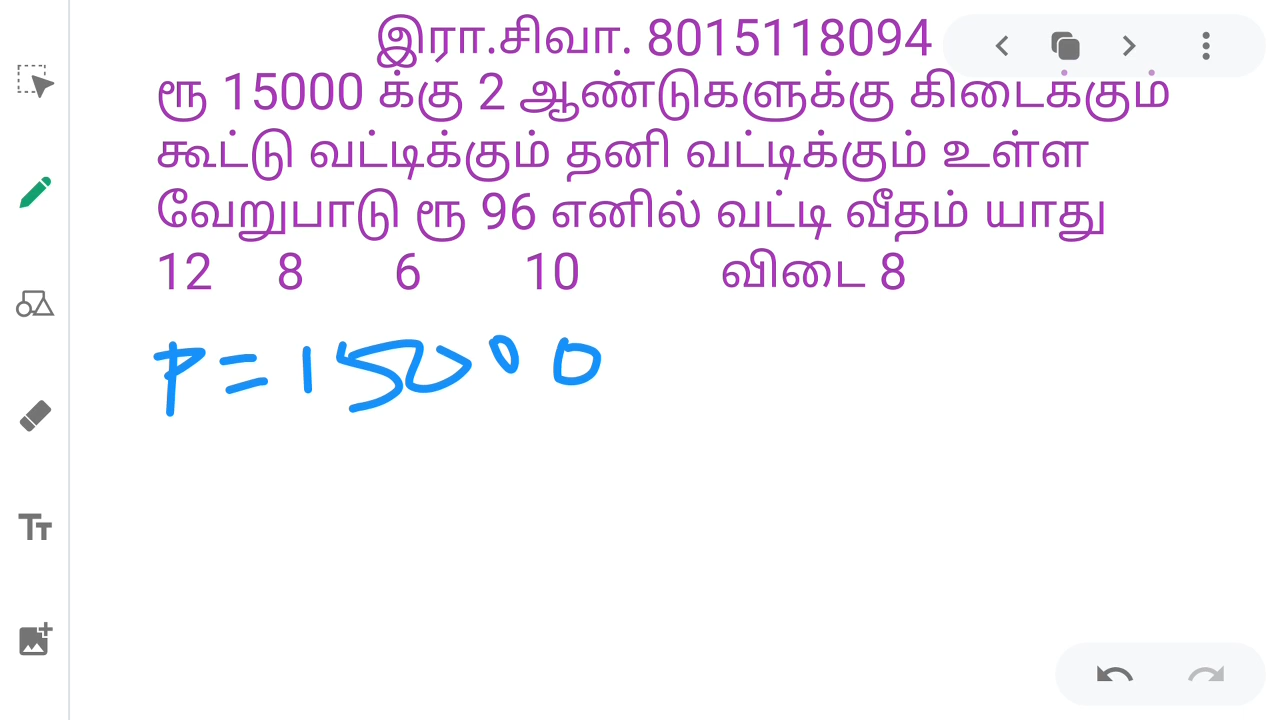 இரா.சிவா. 8015118094
ரூ 15000 க்கு 2 ஆண்டுகளுக்கு கிடைக்கும்
கூட்டு வட்டிக்கும் தனி வட்டிக்கும் உள்ள
வேறுபாடு ரூ 96 எனில் வட்டி வீதம் யாது
12 8 6 10 விடை 8
P = 15000
TT